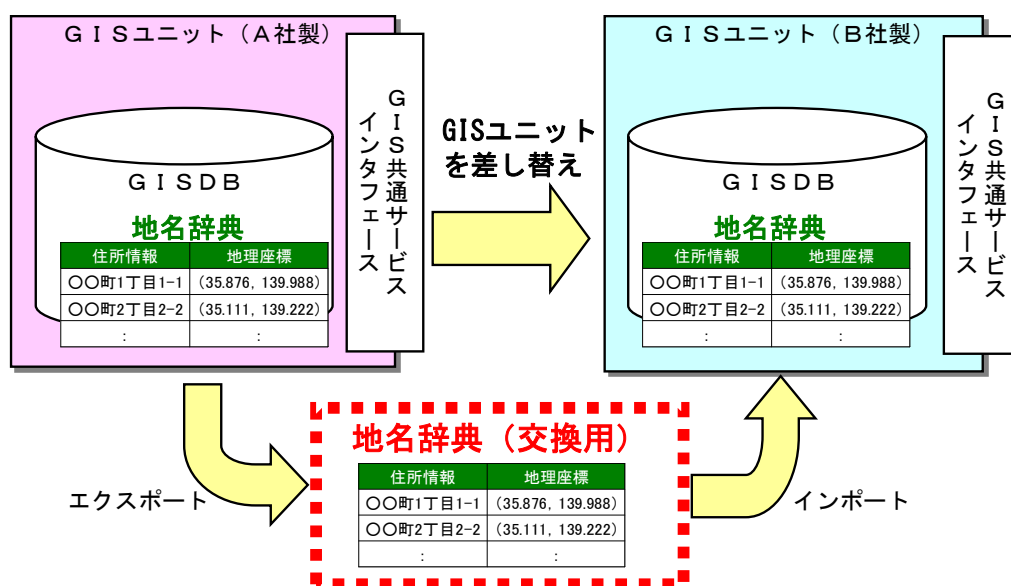 ＧＩＳユニット（Ａ社製）
ＧＩＳ共通サービス
インタフェース
ＧＩＳＤＢ
地名辞典
住所情報 地理座標
〇〇町1丁目1-1 (35.876, 139.988)
〇〇町2丁目2-2 (35.111, 139.222)
： ：
GISユニット
を差し替え
ＧＩＳユニット（Ｂ社製）
ＧＩＳ共通サービス
インタフェース
ＧＩＳＤＢ
地名辞典
住所情報 地理座標
〇〇町1丁目1-1 (35.876, 139.988)
〇〇町2丁目2-2 (35.111, 139.222)
： ：
エクスポート
地名辞典（交換用）
住所情報 地理座標
〇〇町1丁目1-1 (35.876, 139.988)
〇〇町2丁目2-2 (35.111, 139.222)
： ：
インポート